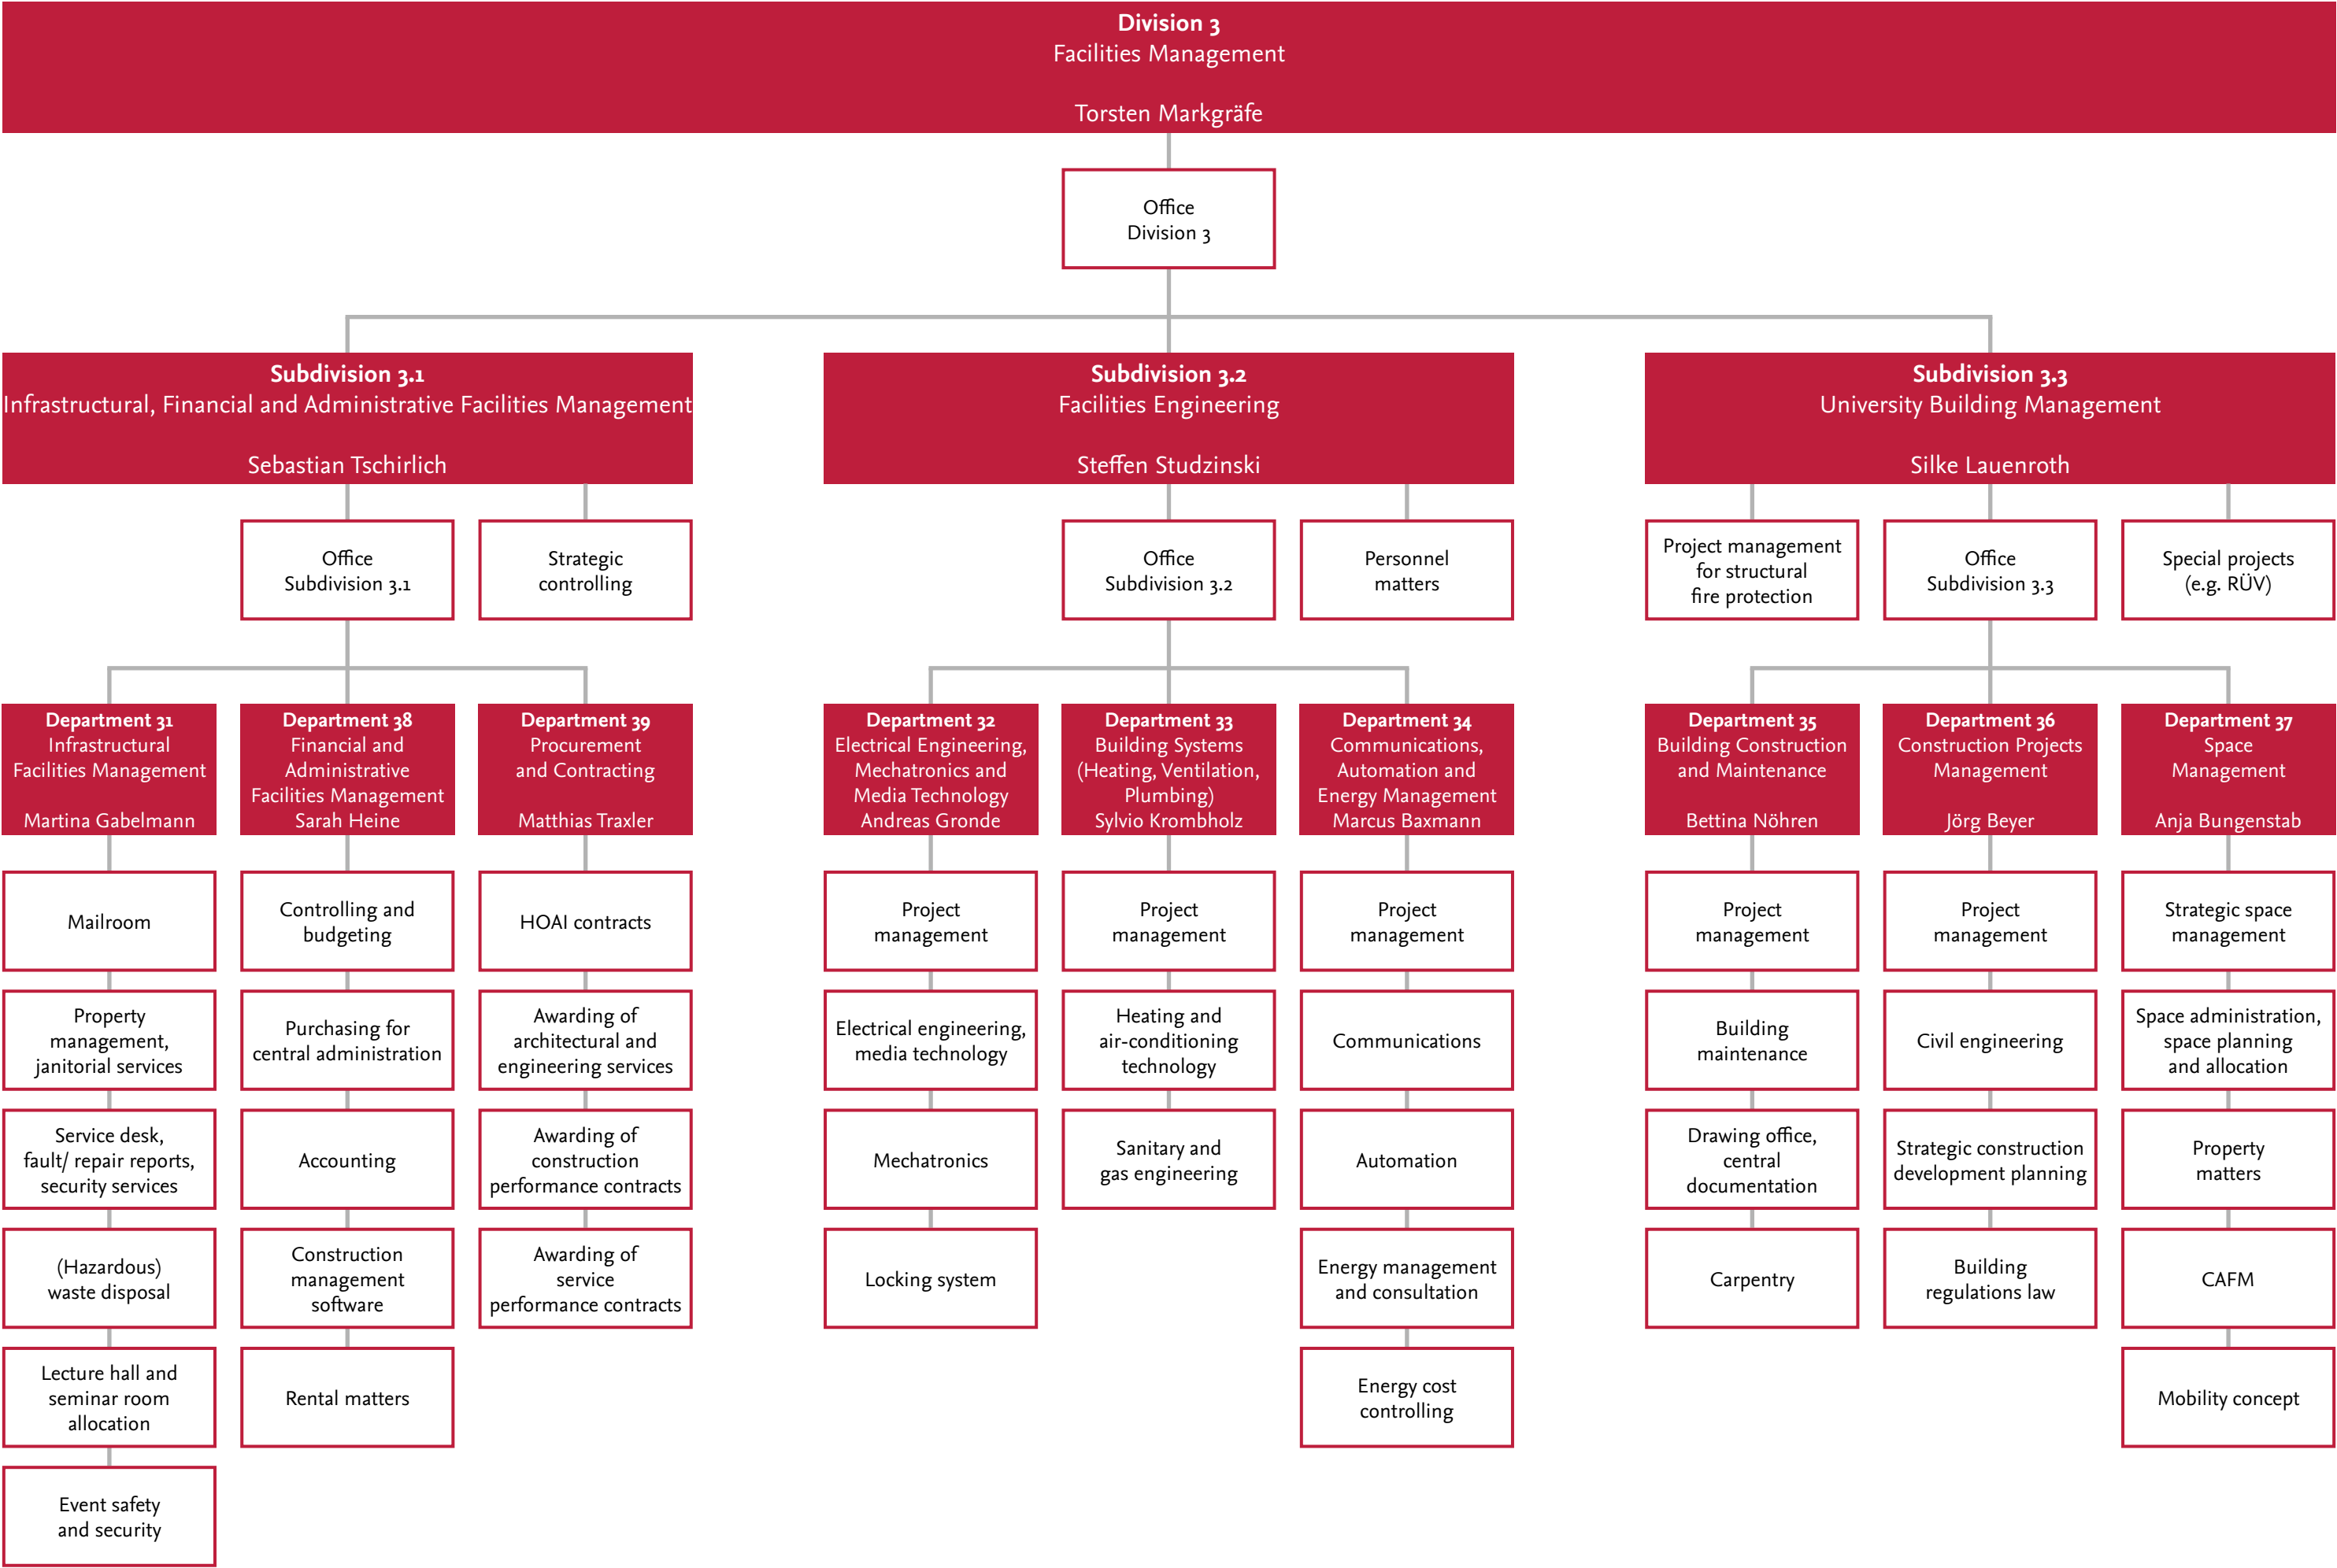 Division 3
Facilities Management
Torsten Markgräfe
Office
Division 3
Subdivision 3.1
Infrastructural, Financial and Administrative Facilities Management
Sebastian Tschirlich
Subdivision 3.2
Facilities Engineering
Steffen Studzinski
Subdivision 3.3
University Building Management
Silke Lauenroth
Office
Subdivision 3.1
Strategic
controlling
Office
Subdivision 3.2
Personnel
matters
Project management
for structural
fire protection
Office
Subdivision 3.3
Special projects
(e.g. RÜV)
Department 31
Infrastructural
Facilities Management
Martina Gabelmann
Department 38
Financial and
Administrative
Facilities Management
Sarah Heine
Department 39
Procurement
and Contracting
Matthias Traxler
Department 32
Electrical Engineering,
Mechatronics and
Media Technology
Andreas Gronde
Department 33
Building Systems
(Heating, Ventilation,
Plumbing)
Sylvio Krombholz
Department 34
Communications,
Automation and
Energy Management
Marcus Baxmann
Department 35
Building Construction
and Maintenance
Bettina Nöhren
Department 36
Construction Projects
Management
Jörg Beyer
Department 37
Space
Management
Anja Bungenstab
Mailroom
Property
management,
janitorial services
Service desk,
fault/ repair reports,
security services
(Hazardous)
waste disposal
Lecture hall and
seminar room
allocation
Event safety
and security
Controlling and
budgeting
Purchasing for
central administration
Accounting
Construction
management
software
Rental matters
HOAI contracts
Awarding of
architectural and
engineering services
Awarding of
construction
performance contracts
Awarding of
service
performance contracts
Project
management
Electrical engineering,
media technology
Mechatronics
Locking system
Project
management
Heating and
air-conditioning
technology
Sanitary and
gas engineering
Project
management
Communications
Automation
Energy management
and consultation
Energy cost
controlling
Project
management
Building
maintenance
Drawing office,
central
documentation
Carpentry
Project
management
Civil engineering
Strategic construction
development planning
Building
regulations law
Strategic space
management
Space administration,
space planning
and allocation
Property
matters
CAFM
Mobility concept